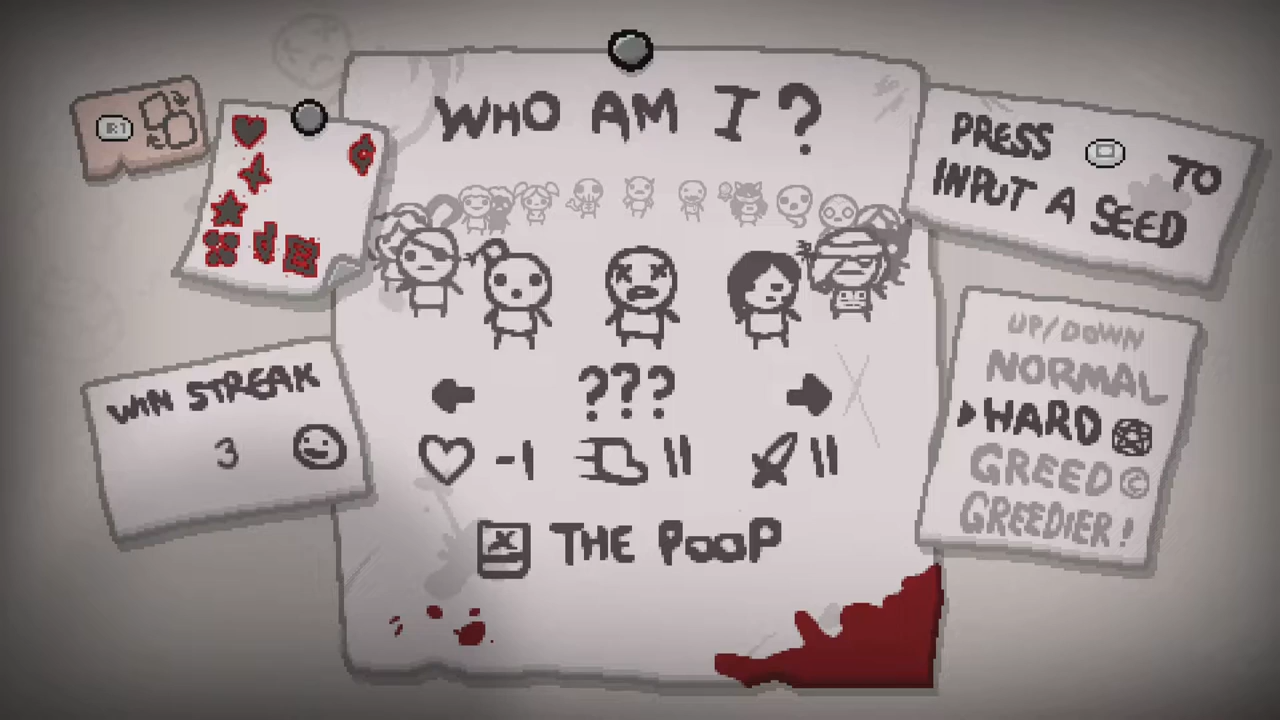 WHO AM I?
PRESS TO
INPUT A SEED
WIN STREAK
3
UP/DOWN
NORMAL
HARD
GREED
GREEDIER!
???
-1
THE POOP